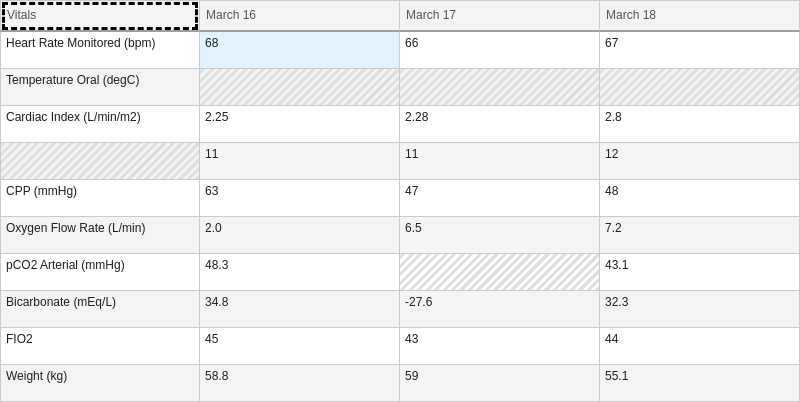 Vitals March 16 March 17 March 18
Heart Rate Monitored (bpm) 68 66 67
Temperature Oral (degC)
Cardiac Index (L/min/m2) 2.25 2.28 2.8
11 11 12
CPP (mmHg) 63 47 48
Oxygen Flow Rate (L/min) 2.0 6.5 7.2
pCO2 Arterial (mmHg) 48.3 43.1
Bicarbonate (mEq/L) 34.8 -27.6 32.3
FIO2 45 43 44
Weight (kg) 58.8 59 55.1